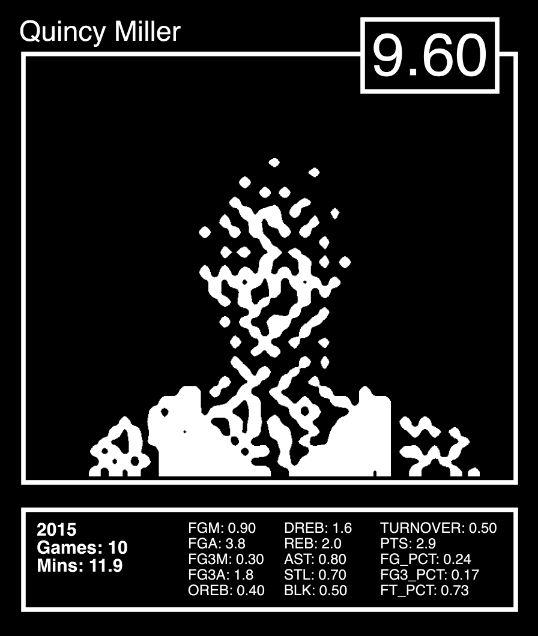 Quincy Miller
9.60
2015
Games: 10
Mins: 11.9
FGM: 0.90
FGA: 3.8
FG3M: 0.30
FG3A: 1.8
OREB: 0.40
DREB: 1.6
REB: 2.0
AST: 0.80
STL: 0.70
BLK: 0.50
TURNOVER: 0.50
PTS: 2.9
FG_PCT: 0.24
FG3_PCT: 0.17
FT_PCT: 0.73